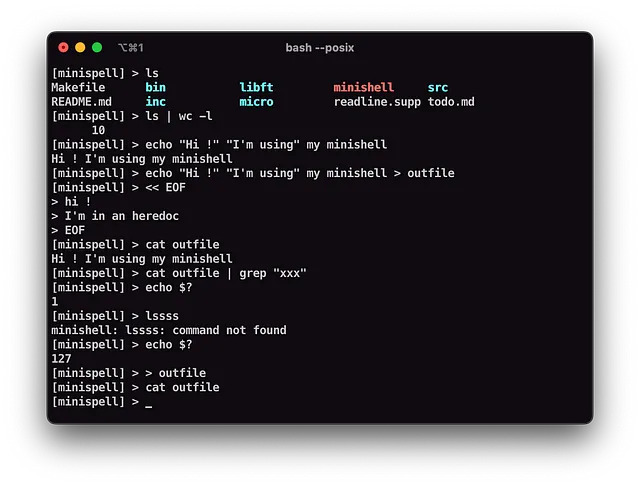 ⌥⌘1 bash --posix
[minispell] > ls
Makefile bin libft minishell src
README.md inc micro readline.supp todo.md
[minispell] > ls | wc -l
10
[minispell] > echo "Hi !" "I'm using" my minishell
Hi ! I'm using my minishell
[minispell] > echo "Hi !" "I'm using" my minishell > outfile
[minispell] > << EOF
> hi !
> I'm in an heredoc
> EOF
[minispell] > cat outfile
Hi ! I'm using my minishell
[minispell] > cat outfile | grep "xxx"
[minispell] > echo $?
1
[minispell] > lssss
minishell: lssss: command not found
[minispell] > echo $?
127
[minispell] > > outfile
[minispell] > cat outfile
[minispell] > _